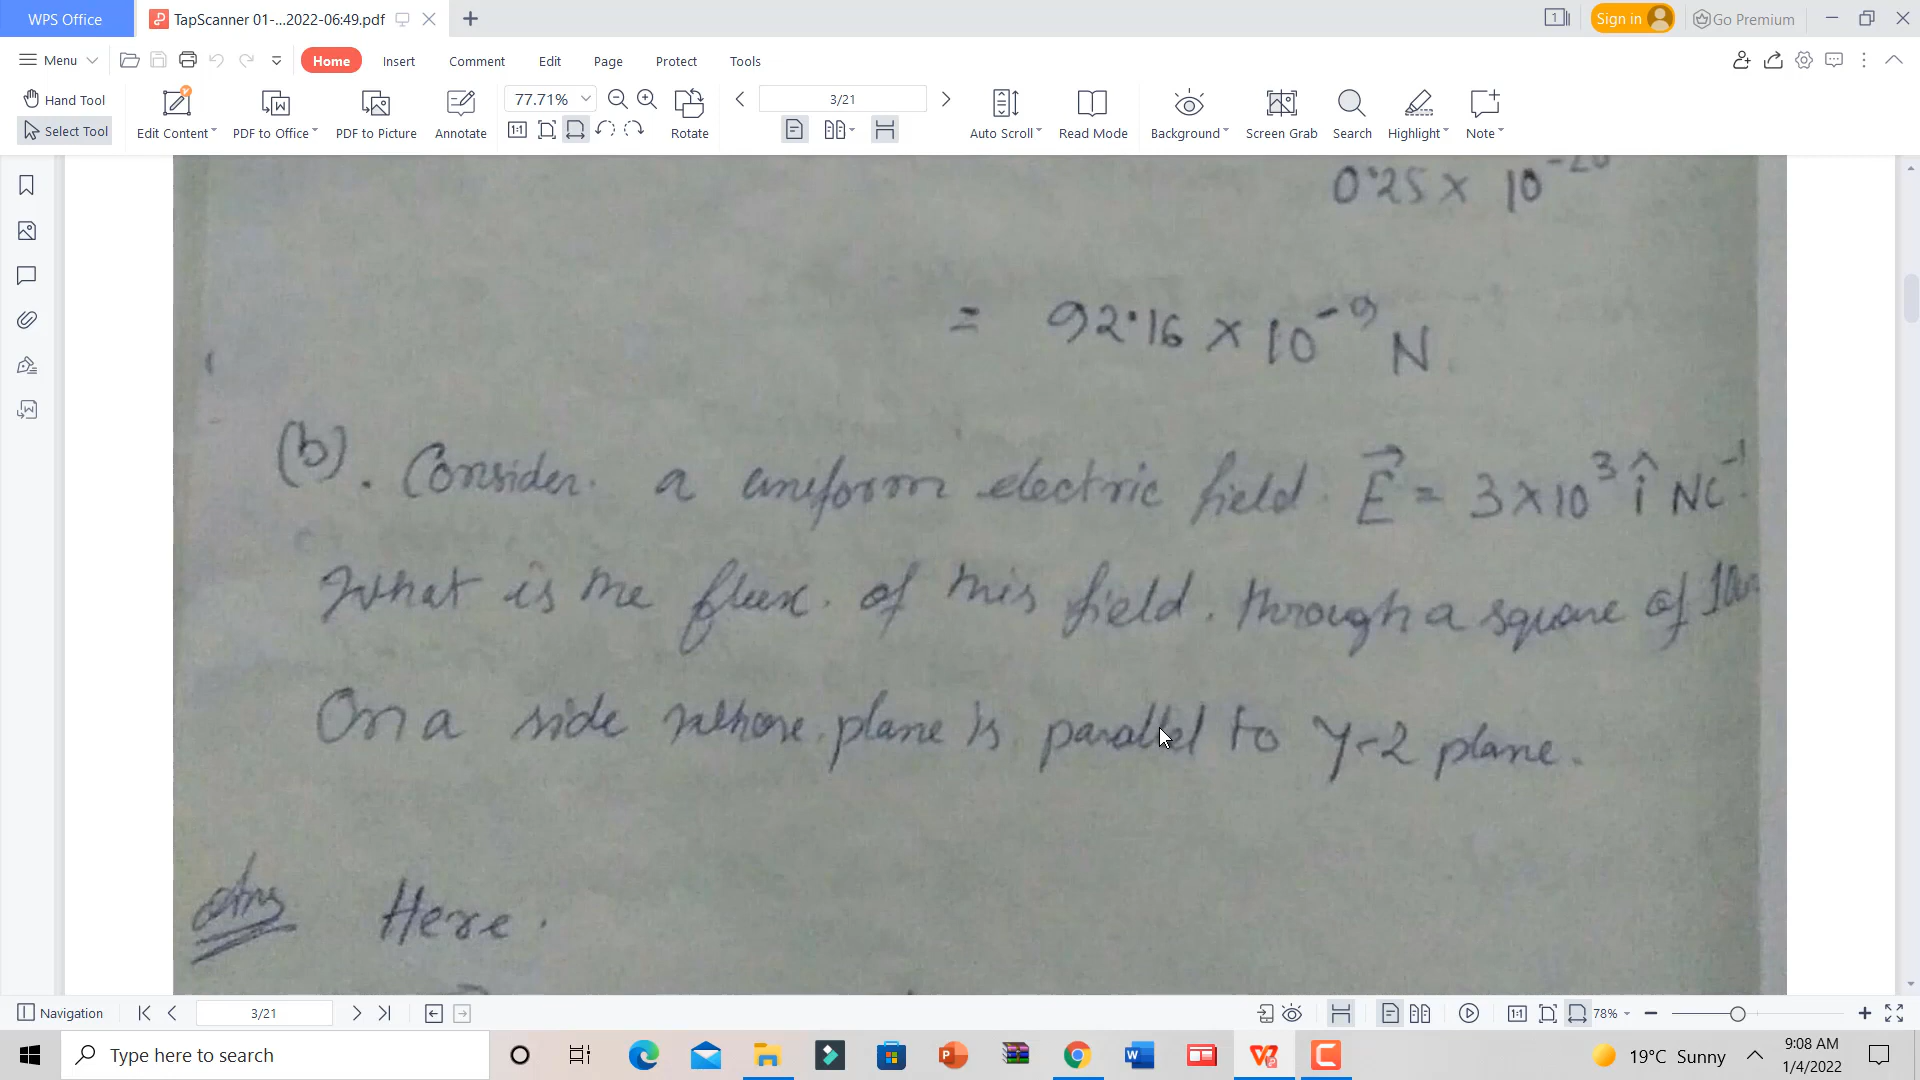 WPS Office
TapScanner 01-...2022-06:49.pdf
1
Sign in
Go Premium
Menu
Home
Insert
Comment
Edit
Page
Protect
Tools
Hand Tool
Select Tool
Edit Content
PDF to Office
PDF to Picture
Annotate
77.71%
Rotate
3/21
Auto Scroll
Read Mode
Background
Screen Grab
Search
Highlight
Note
0.25 × 10^-20
= 92.16 × 10^-9 N
(b). Consider. a uniform electric field. E⃗ = 3×10^3 î NC^-1.
What is the flux. of this field. through a square of
On a side whose plane is parallel to Y-Z plane.
Ans Here.
Navigation
3/21
78%
Type here to search
19°C Sunny
9:08 AM
1/4/2022